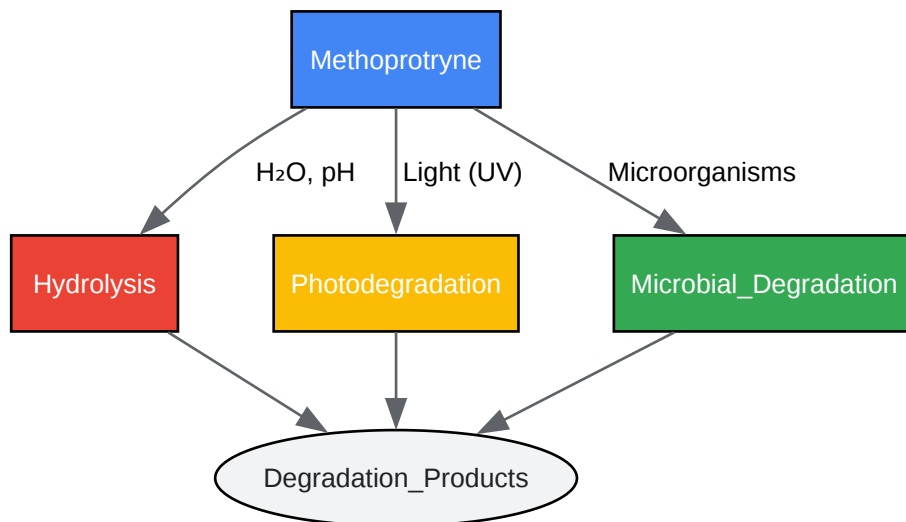 Methoprotryne
H₂O, pH
Light (UV)
Microorganisms
Hydrolysis
Photodegradation
Microbial_Degradation
Degradation_Products